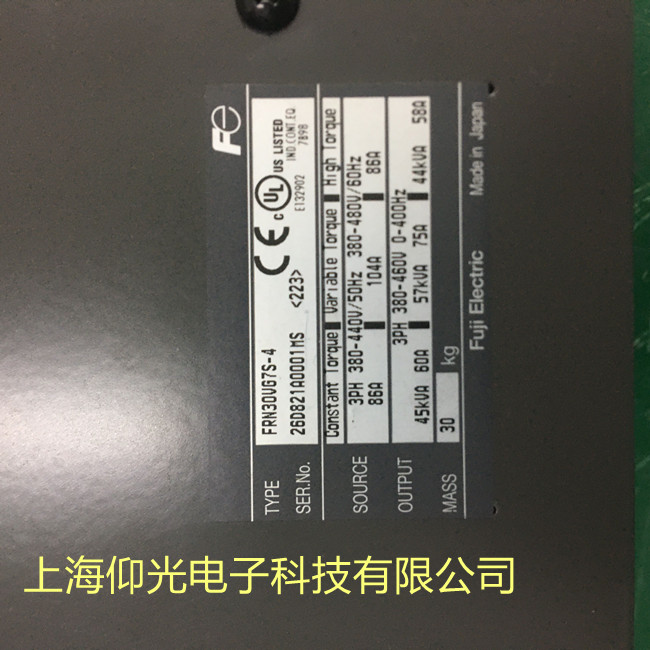 Fe
TYPE FRN30VG7S-4
SER.No. 26D821A0001MS <223>
CE c UL US LISTED
IND.CONT.EQ
7898
E132902
Constant Torque Variable Torque High Torque
SOURCE 3PH 380-440V/50Hz 380-480V/60Hz
86A 104A 86A
OUTPUT 3PH 380-460V 0-400Hz
45kVA 60A 57kVA 75A 44kVA 58A
MASS 30 kg
Fuji Electric Made in Japan
上海仰光电子科技有限公司